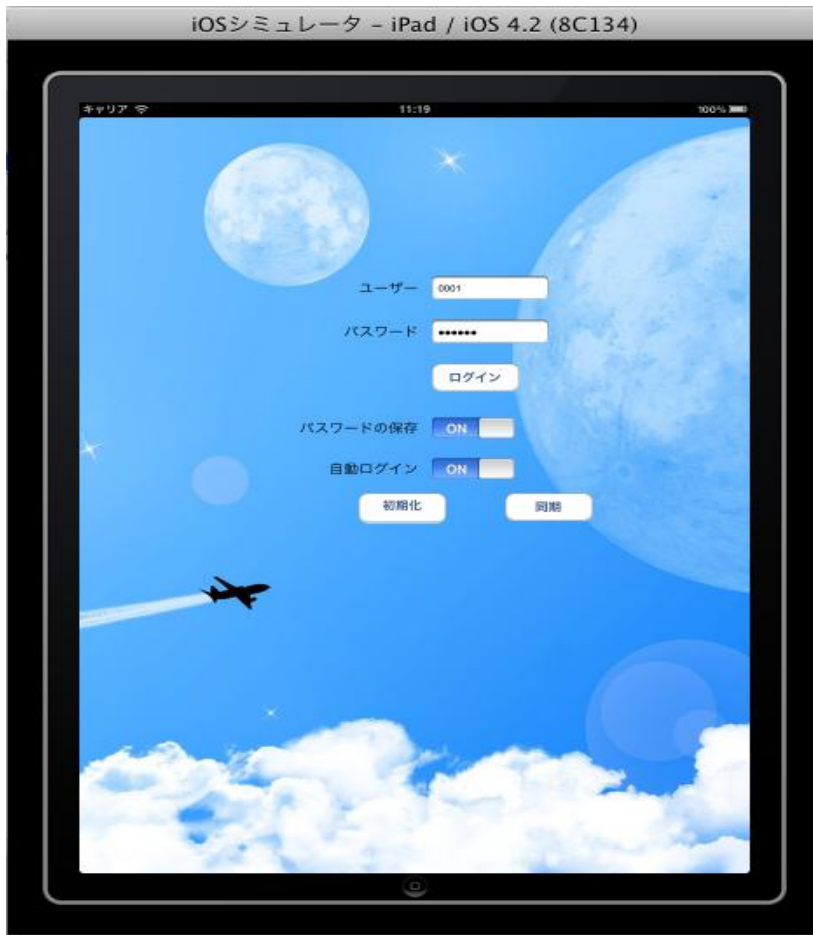 iOSシミュレータ – iPad / iOS 4.2 (8C134)
キャリア 11:19 100%
ユーザー 0001
パスワード ••••••
ログイン
パスワードの保存 ON
自動ログイン ON
初期化 同期